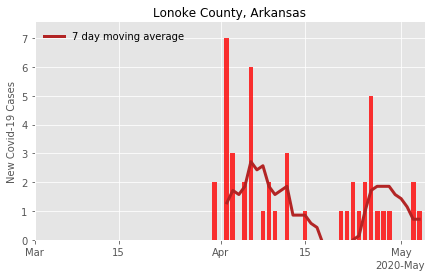 Lonoke County, Arkansas
7 day moving average
New Covid-19 Cases
7
6
5
4
3
2
1
0
Mar 15 Apr 15 May
2020-May